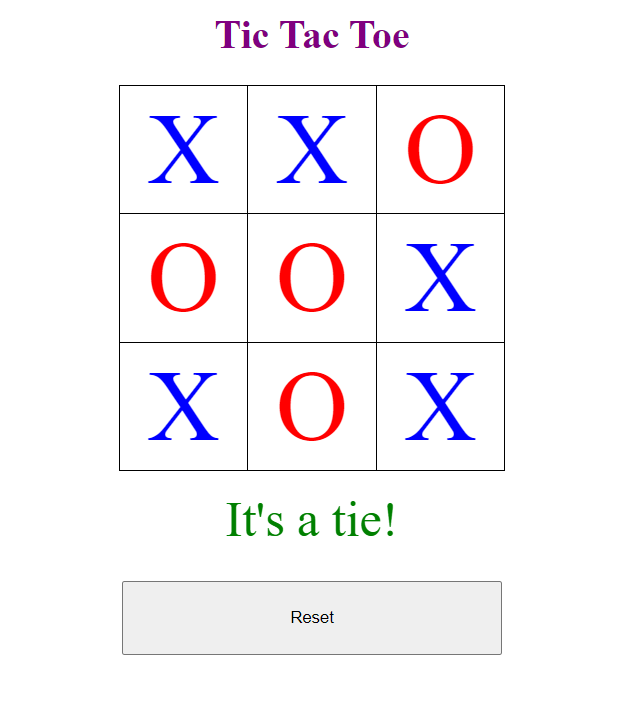 Tic Tac Toe
X X O
O O X
X O X
It's a tie!
Reset